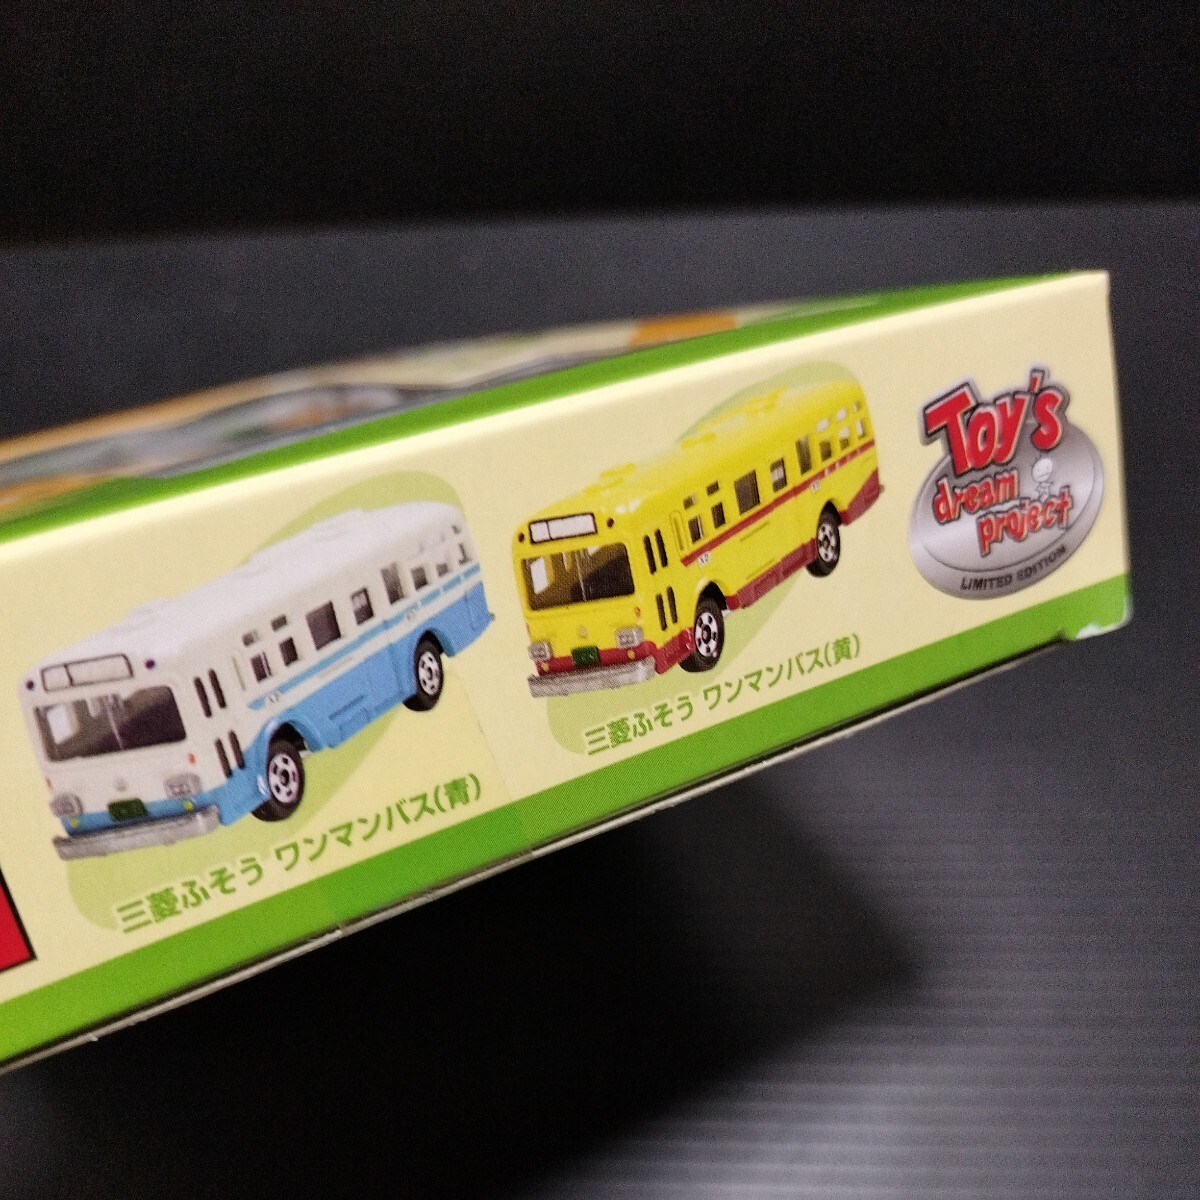 三菱ふそう ワンマンバス(青)
三菱ふそう ワンマンバス(黄)
Toy's
dream
project
LIMITED EDITION